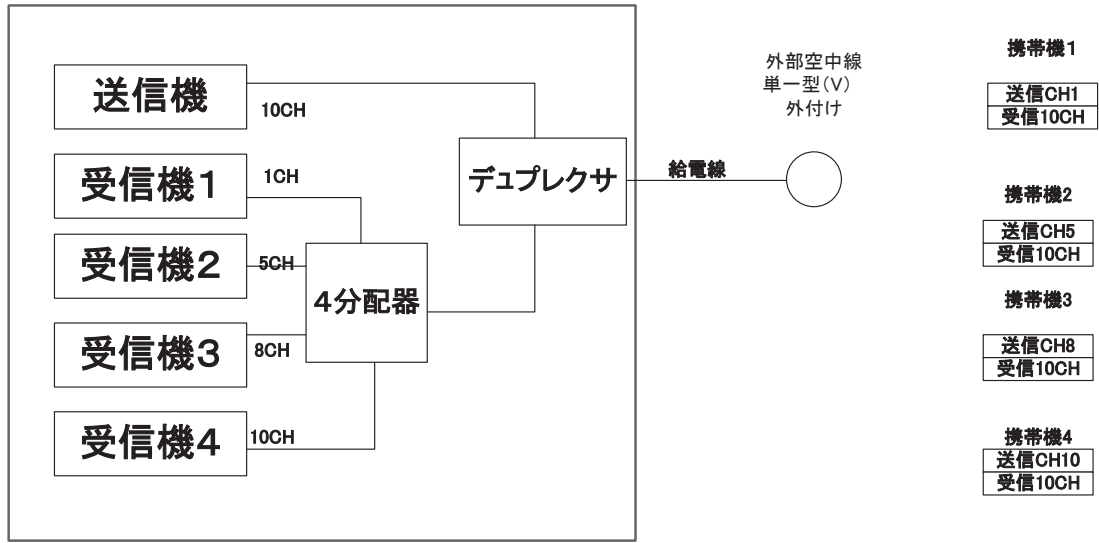 送信機
10CH
受信機1
1CH
受信機2
5CH
受信機3
8CH
受信機4
10CH
4分配器
デュプレクサ
給電線
外部空中線
単一型(V)
外付け
携帯機1
送信CH1
受信10CH
携帯機2
送信CH5
受信10CH
携帯機3
送信CH8
受信10CH
携帯機4
送信CH10
受信10CH